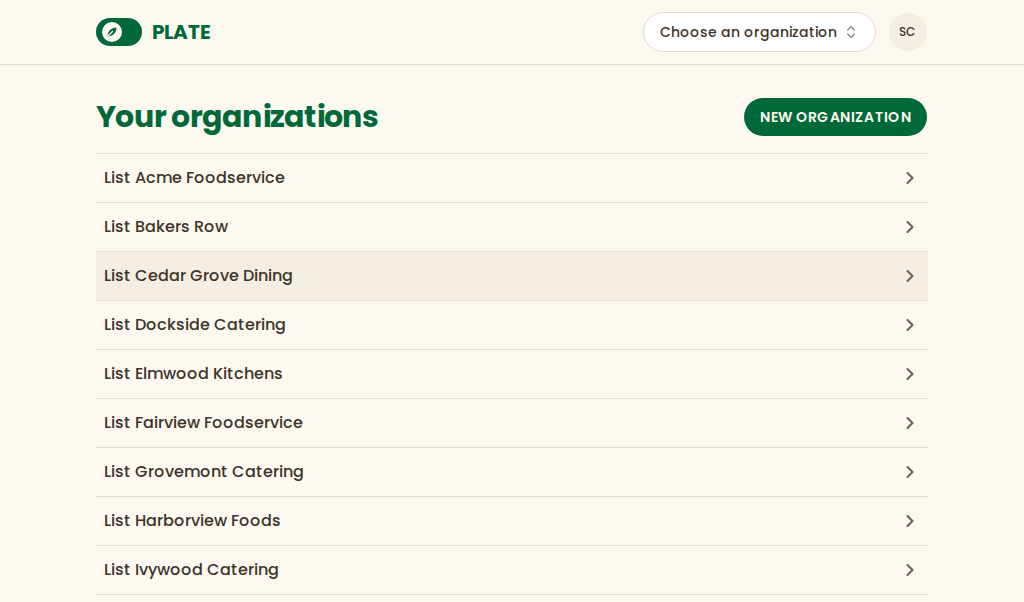 PLATE
Choose an organization
SC
Your organizations
NEW ORGANIZATION
List Acme Foodservice
List Bakers Row
List Cedar Grove Dining
List Dockside Catering
List Elmwood Kitchens
List Fairview Foodservice
List Grovemont Catering
List Harborview Foods
List Ivywood Catering